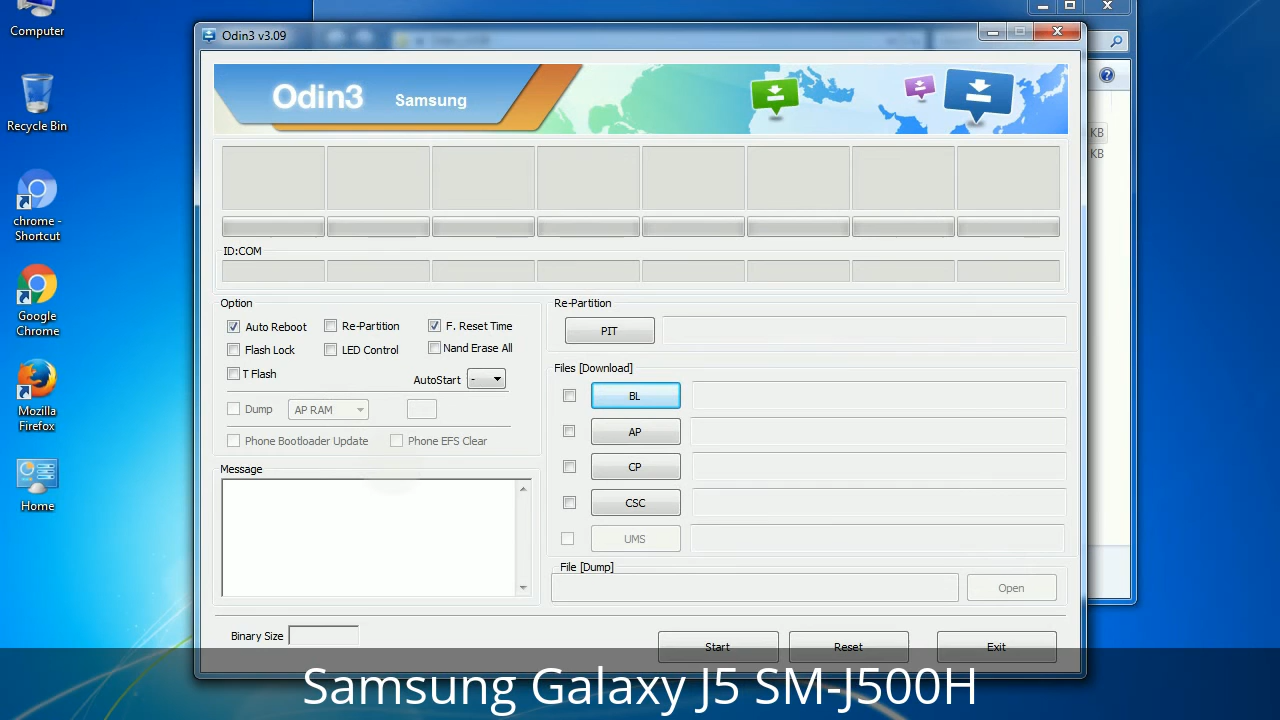 Computer
Recycle Bin
chrome -
Shortcut
Google
Chrome
Mozilla
Firefox
Home
Odin3 v3.09
Odin3 Samsung
KB
KB
ID:COM
Option
Auto Reboot
Re-Partition
F. Reset Time
Flash Lock
LED Control
Nand Erase All
T Flash
AutoStart -
Dump
AP RAM
Phone Bootloader Update
Phone EFS Clear
Message
Re-Partition
PIT
Files [Download]
BL
AP
CP
CSC
UMS
File [Dump]
Open
Binary Size
Start
Reset
Exit
Samsung Galaxy J5 SM-J500H